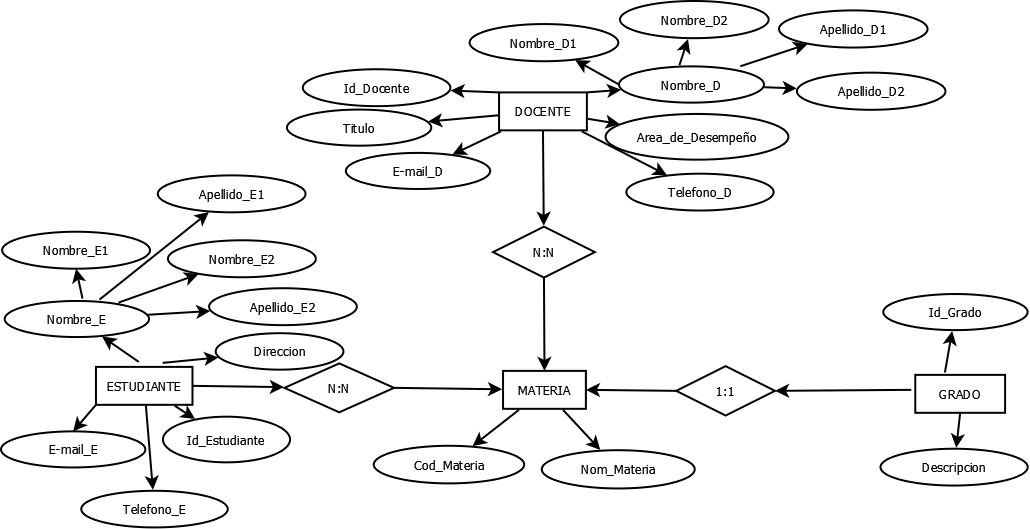 Nombre_D2
Apellido_D1
Nombre_D1
Id_Docente
Nombre_D
Apellido_D2
DOCENTE
Titulo
Area_de_Desempeño
E-mail_D
Telefono_D
Apellido_E1
Nombre_E1
Nombre_E2
N:N
Nombre_E
Apellido_E2
Id_Grado
Direccion
ESTUDIANTE
N:N
MATERIA
1:1
GRADO
E-mail_E
Id_Estudiante
Cod_Materia
Nom_Materia
Descripcion
Telefono_E